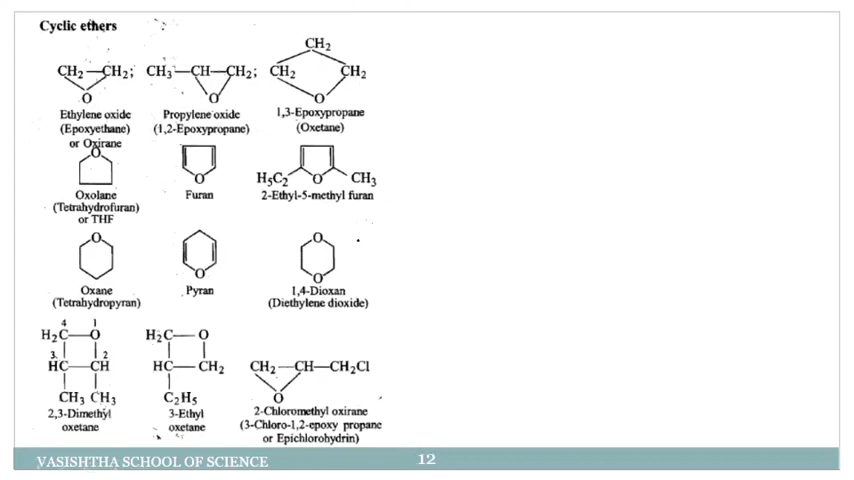 Cyclic ethers
CH2
CH2—CH2; CH3—CH—CH2; CH2 CH2
O O O
Ethylene oxide Propylene oxide 1,3-Epoxypropane
(Epoxyethane) (1,2-Epoxypropane) (Oxetane)
or Oxirane
O
O H5C2 O CH3
Oxolane Furan 2-Ethyl-5-methyl furan
(Tetrahydrofuran)
or THF
O O
O O
Oxane Pyran 1,4-Dioxan
(Tetrahydropyran) (Diethylene dioxide)
4 1
H2C—O H2C—O
3 2
HC—CH HC—CH2 CH2—CH—CH2Cl
CH3 CH3 C2H5 O
2,3-Dimethyl 3-Ethyl 2-Chloromethyl oxirane
oxetane oxetane (3-Chloro-1,2-epoxy propane
or Epichlorohydrin)
VASISHTHA SCHOOL OF SCIENCE 12